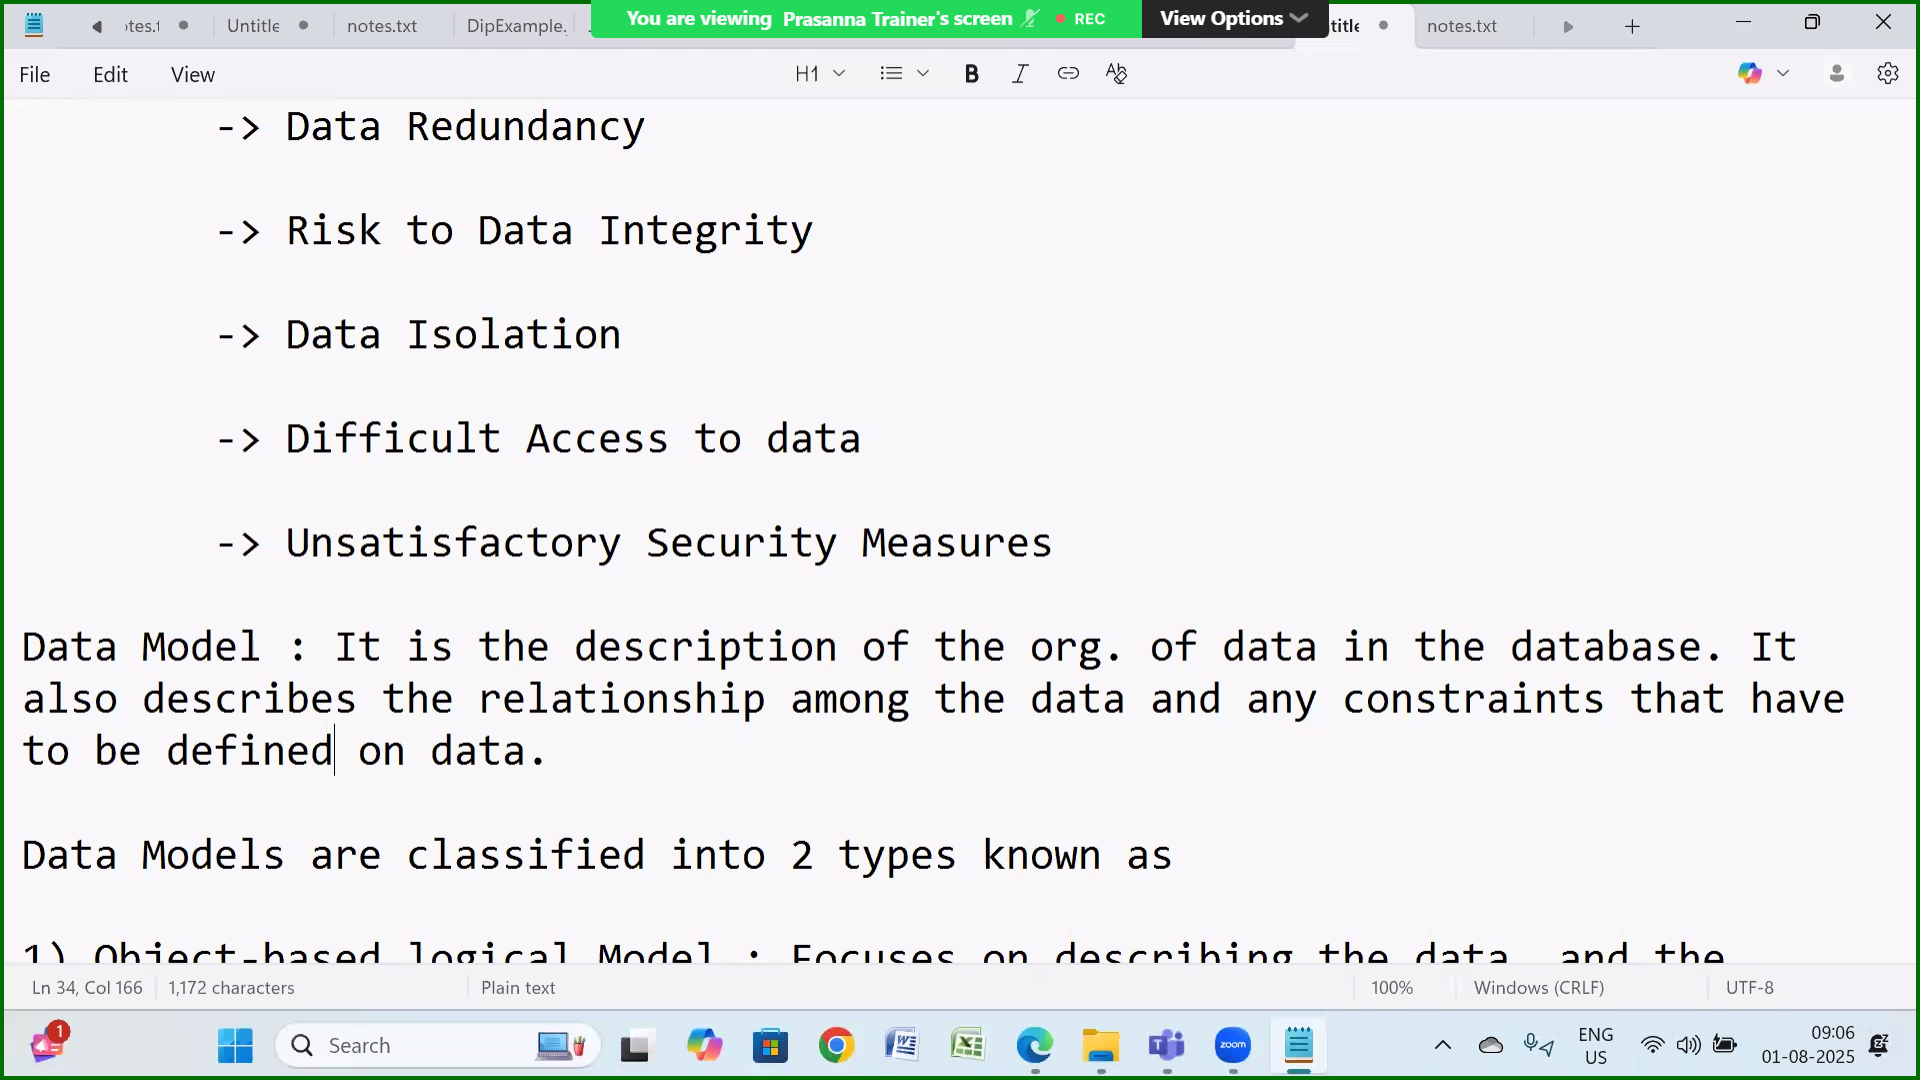 You are viewing Prasanna Trainer's screen REC View Options
Untitle notes.txt DipExample. title notes.txt
File Edit View H1 B I
-> Data Redundancy
-> Risk to Data Integrity
-> Data Isolation
-> Difficult Access to data
-> Unsatisfactory Security Measures
Data Model : It is the description of the org. of data in the database. It
also describes the relationship among the data and any constraints that have
to be defined on data.
Data Models are classified into 2 types known as
1) Object-based logical Model : Focuses on describing the data, and the
Ln 34, Col 166 1,172 characters Plain text 100% Windows (CRLF) UTF-8
1 Search zoom ENG US 09:06
01-08-2025